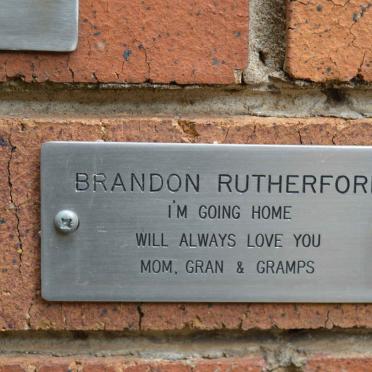 BRANDON RUTHERFOR
I'M GOING HOME
WILL ALWAYS LOVE YOU
MOM, GRAN & GRAMPS